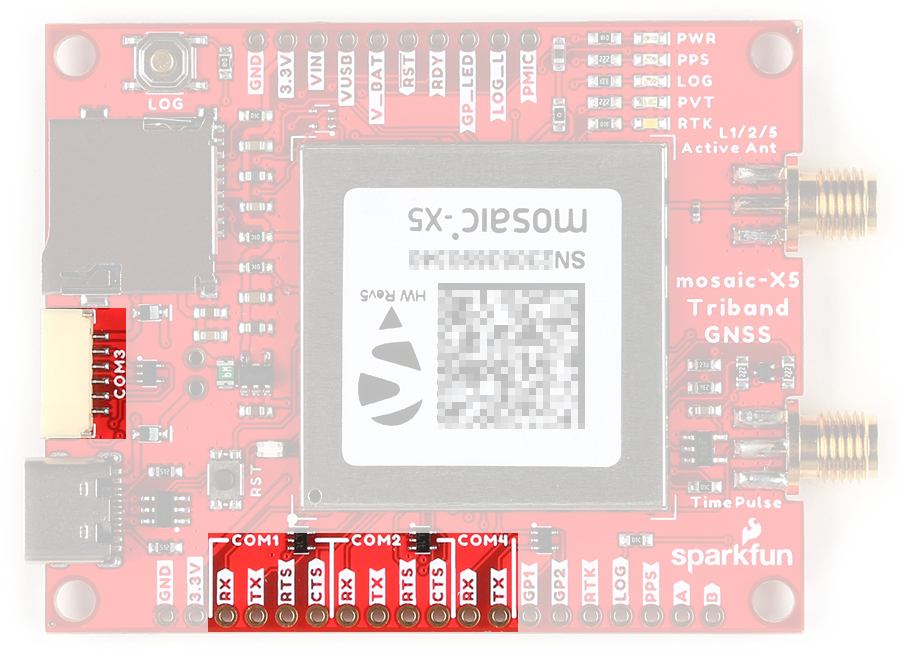 PWR
PPS
LOG
PVT
RTK
LOG
GND
3.3V
VIN
VUSB
V_BAT
RST
RDY
GP_LED
LOG_L
PMIC
L1/2/5
Active Ant
mosaic-X5
SN
HW Rev5
mosaic-X5
Triband
GNSS
COM3
RST
TimePulse
sparkfun
COM1
COM2
COM4
GND
3.3V
RX
TX
RTS
CTS
RX
TX
RTS
CTS
RX
TX
GP1
GP2
RTK
LOG
PPS
A
B